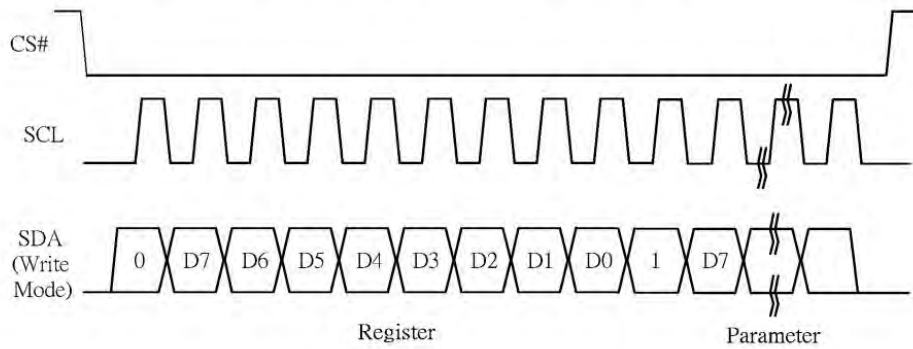 CS#
SCL
SDA
(Write
Mode)
0 D7 D6 D5 D4 D3 D2 D1 D0 1 D7
Register Parameter